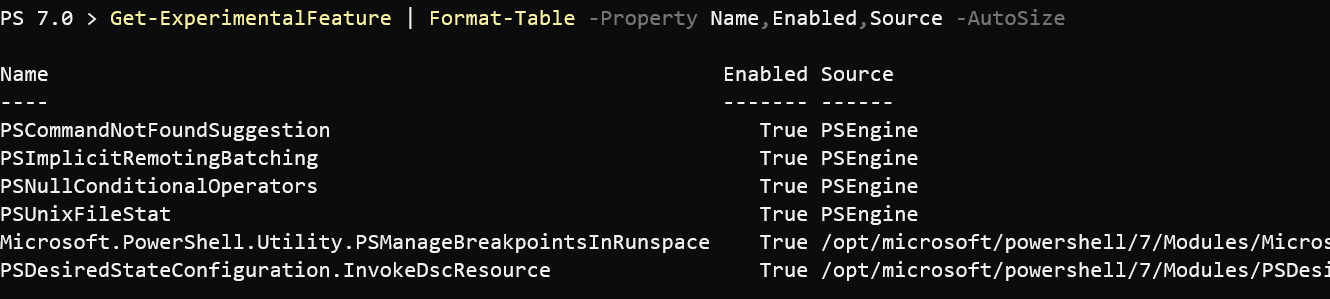 PS 7.0 > Get-ExperimentalFeature | Format-Table -Property Name,Enabled,Source -AutoSize
Name Enabled Source
---- ------- ------
PSCommandNotFoundSuggestion True PSEngine
PSImplicitRemotingBatching True PSEngine
PSNullConditionalOperators True PSEngine
PSUnixFileStat True PSEngine
Microsoft.PowerShell.Utility.PSManageBreakpointsInRunspace True /opt/microsoft/powershell/7/Modules/Micros
PSDesiredStateConfiguration.InvokeDscResource True /opt/microsoft/powershell/7/Modules/PSDesi